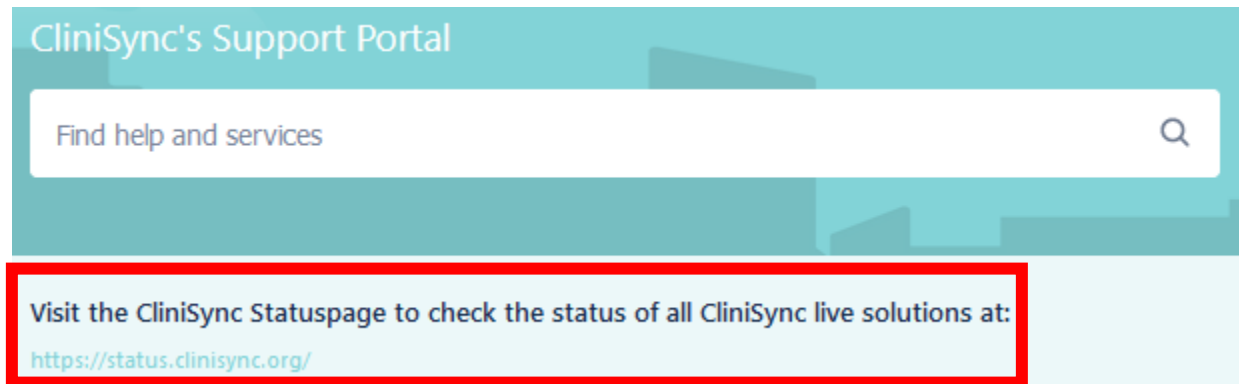 CliniSync's Support Portal
Find help and services
Visit the CliniSync Statuspage to check the status of all CliniSync live solutions at:
https://status.clinisync.org/